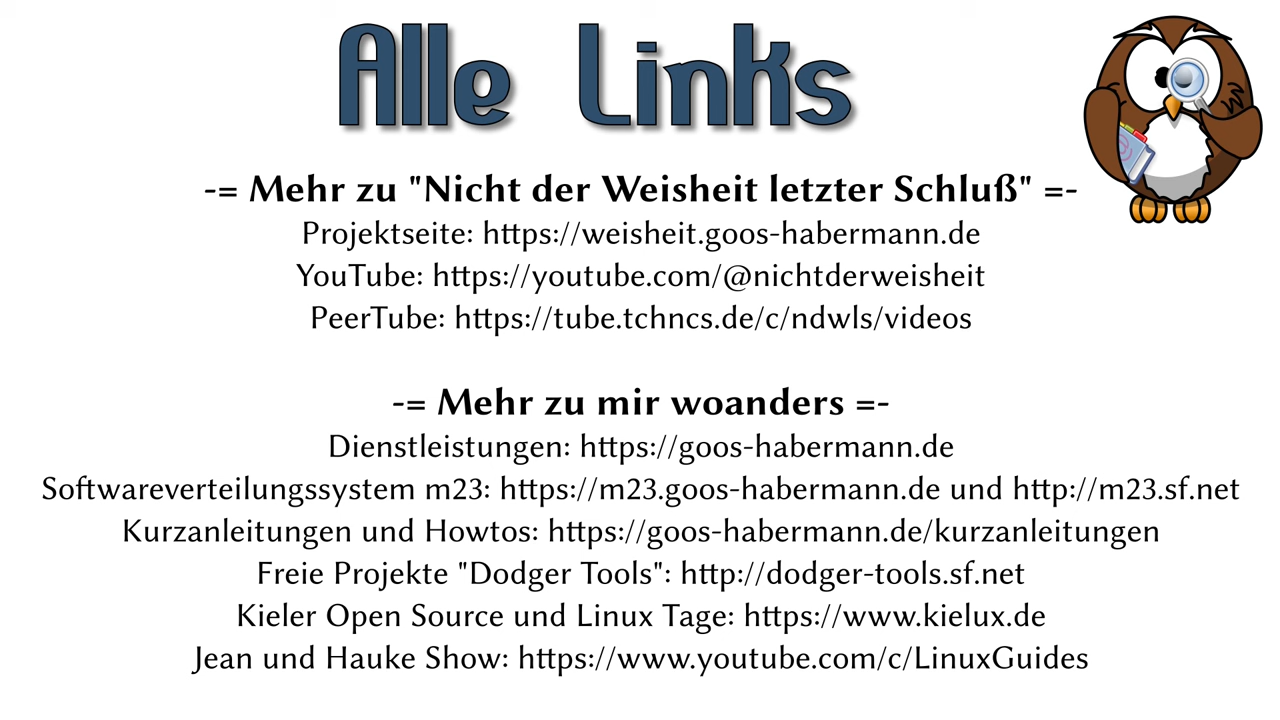 Alle Links
-= Mehr zu "Nicht der Weisheit letzter Schluß" =-
Projektseite: https://weisheit.goos-habermann.de
YouTube: https://youtube.com/@nichtderweisheit
PeerTube: https://tube.tchncs.de/c/ndwls/videos
-= Mehr zu mir woanders =-
Dienstleistungen: https://goos-habermann.de
Softwareverteilungssystem m23: https://m23.goos-habermann.de und http://m23.sf.net
Kurzanleitungen und Howtos: https://goos-habermann.de/kurzanleitungen
Freie Projekte "Dodger Tools": http://dodger-tools.sf.net
Kieler Open Source und Linux Tage: https://www.kielux.de
Jean und Hauke Show: https://www.youtube.com/c/LinuxGuides